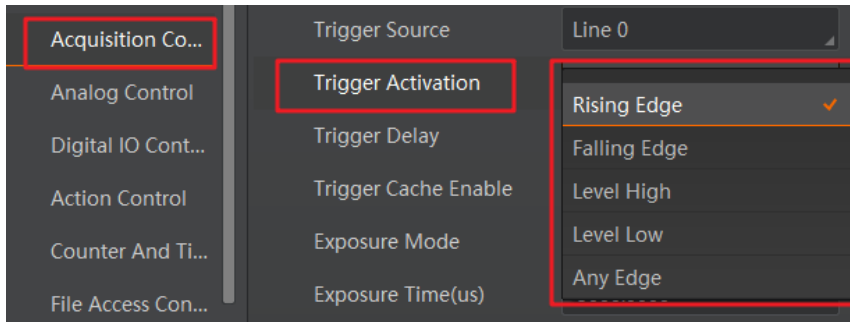 Acquisition Co...
Analog Control
Digital IO Cont...
Action Control
Counter And Ti...
File Access Con...
Trigger Source
Line 0
Trigger Activation
Trigger Delay
Trigger Cache Enable
Exposure Mode
Exposure Time(us)
Rising Edge
Falling Edge
Level High
Level Low
Any Edge